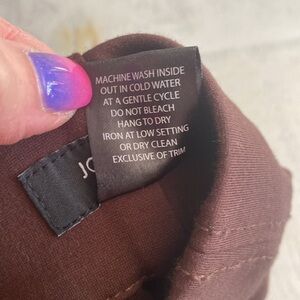 MACHINE WASH INSIDE
OUT IN COLD WATER
AT A GENTLE CYCLE
DO NOT BLEACH
HANG TO DRY
IRON AT LOW SETTING
OR DRY CLEAN
EXCLUSIVE OF TRIM